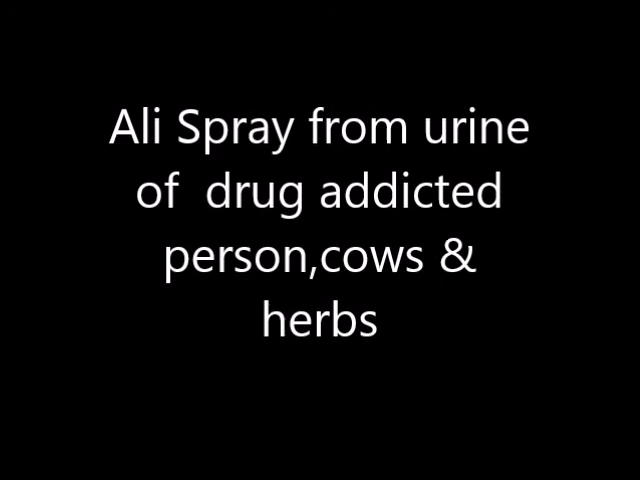 Ali Spray from urine
of  drug addicted
person,cows &
herbs